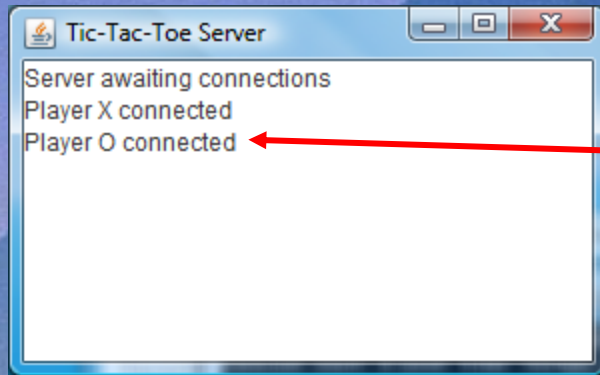 Tic-Tac-Toe Server
Server awaiting connections
Player X connected
Player O connected